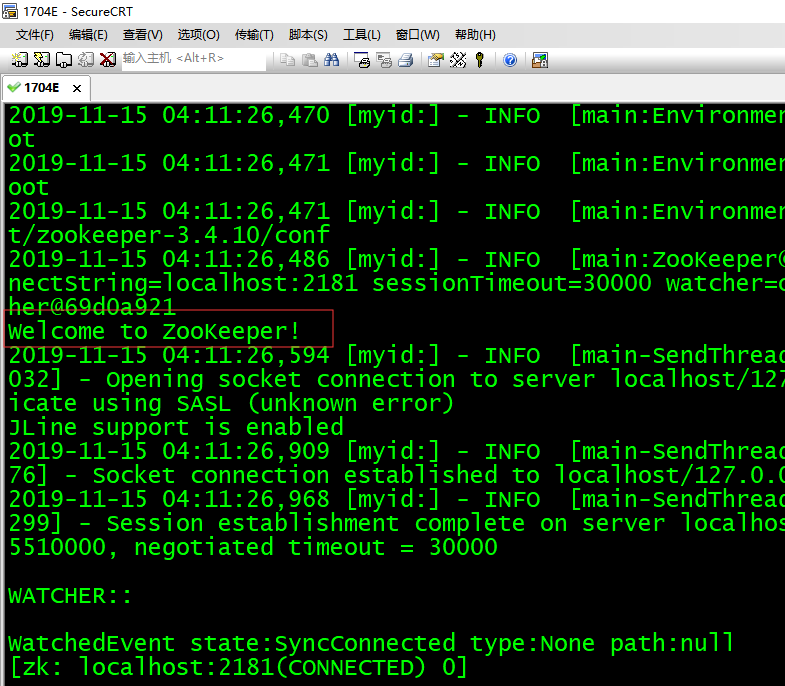 1704E - SecureCRT
文件(F) 编辑(E) 查看(V) 选项(O) 传输(T) 脚本(S) 工具(L) 窗口(W) 帮助(H)
输入主机 <Alt+R>
1704E
2019-11-15 04:11:26,470 [myid:] - INFO  [main:Environmen
ot
2019-11-15 04:11:26,471 [myid:] - INFO  [main:Environmen
oot
2019-11-15 04:11:26,471 [myid:] - INFO  [main:Environmen
t/zookeeper-3.4.10/conf
2019-11-15 04:11:26,486 [myid:] - INFO  [main:ZooKeeper@
nectString=localhost:2181 sessionTimeout=30000 watcher=o
her@69d0a921
Welcome to ZooKeeper!
2019-11-15 04:11:26,594 [myid:] - INFO  [main-SendThread
032] - Opening socket connection to server localhost/127
icate using SASL (unknown error)
JLine support is enabled
2019-11-15 04:11:26,909 [myid:] - INFO  [main-SendThread
76] - Socket connection established to localhost/127.0.0
2019-11-15 04:11:26,968 [myid:] - INFO  [main-SendThread
299] - Session establishment complete on server localhos
5510000, negotiated timeout = 30000
WATCHER::
WatchedEvent state:SyncConnected type:None path:null
[zk: localhost:2181(CONNECTED) 0]